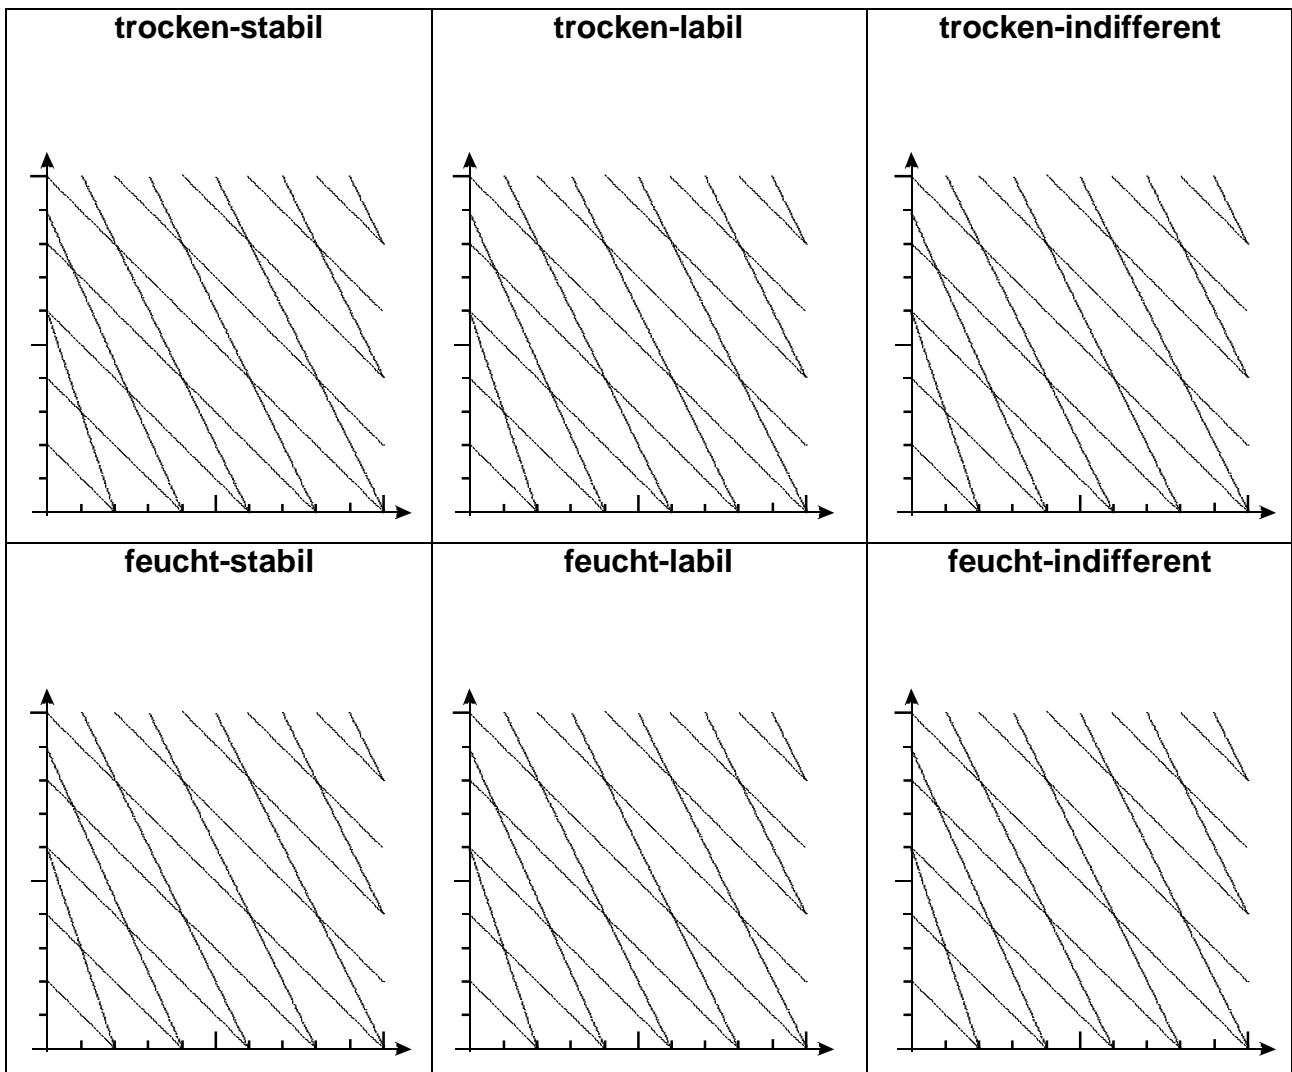 trocken-stabil
trocken-labil
trocken-indifferent
feucht-stabil
feucht-labil
feucht-indifferent